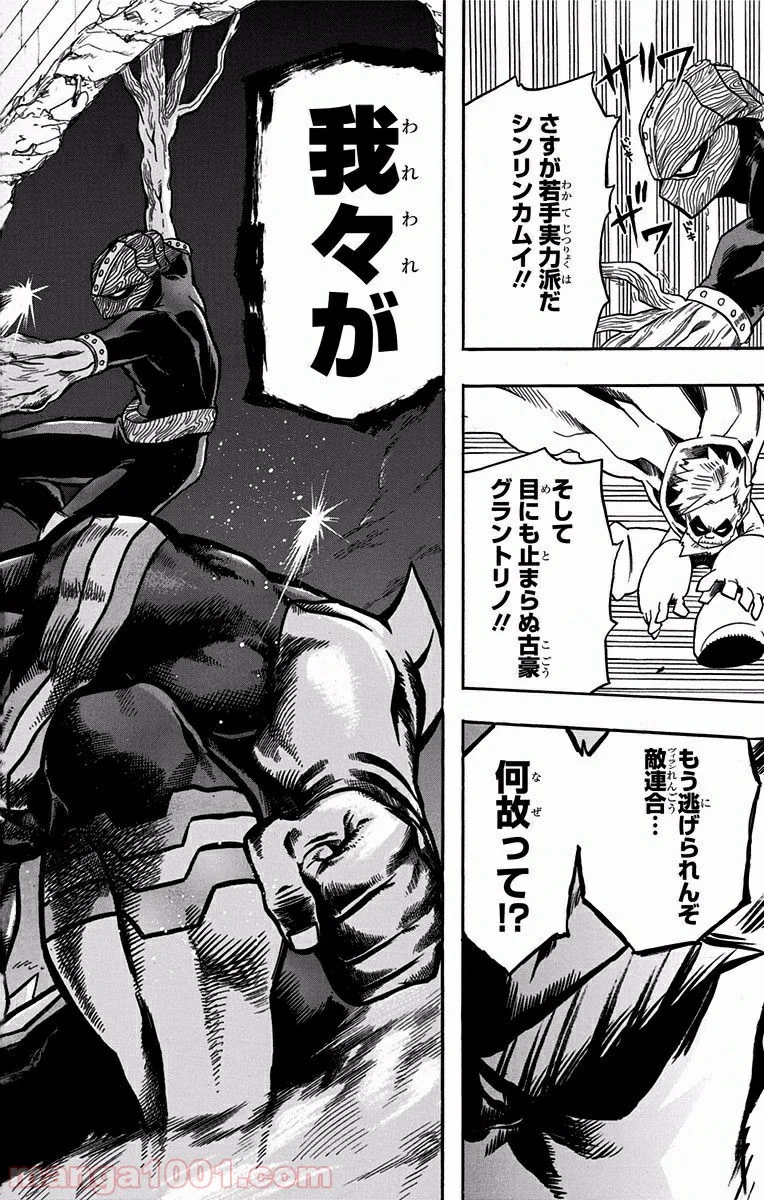 さすが若手実力派だ
シンリンカムイ!!
そして
目にも止まらぬ古豪
グラントリノ!!
もう逃げられんぞ
敵連合…
何故って!?
我々が
manga1001.com